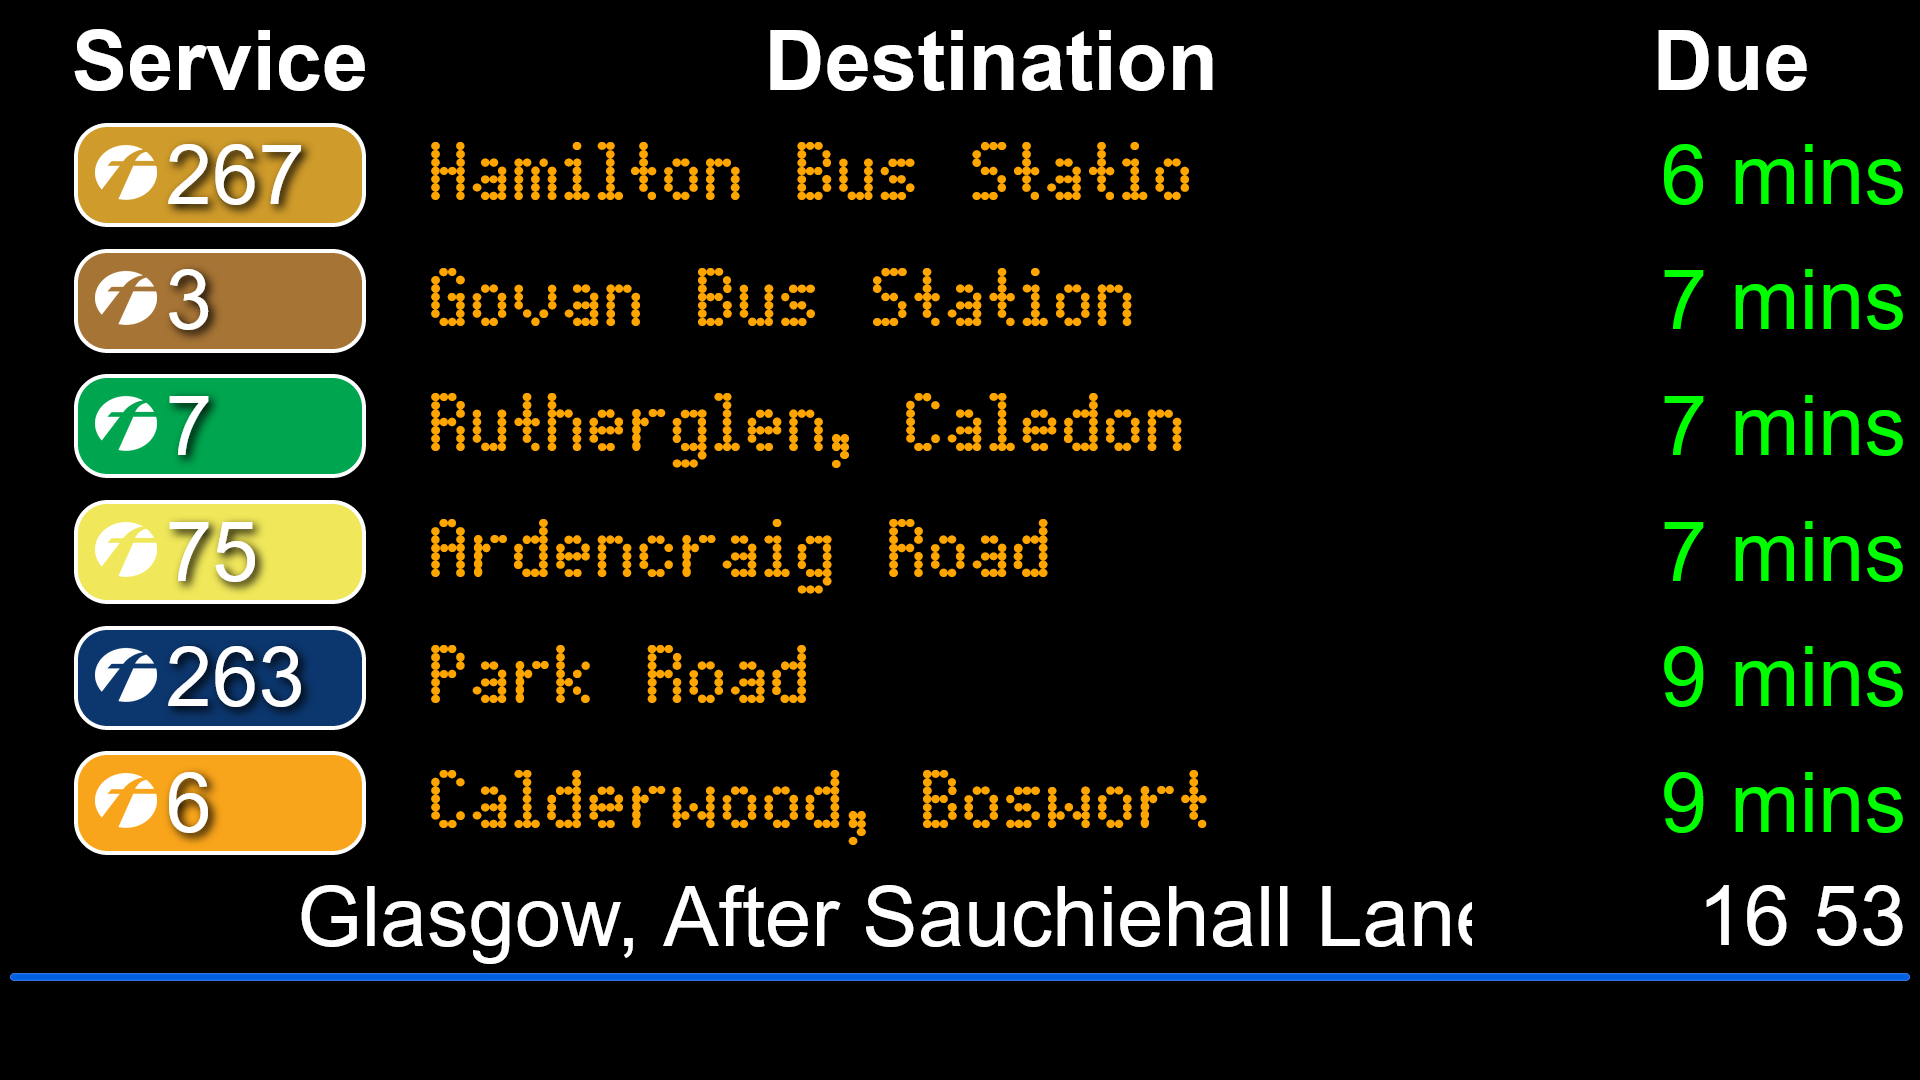 Service Destination Due
267 Hamilton Bus Statio 6 mins
3 Govan Bus Station 7 mins
7 Rutherglen, Caledon 7 mins
75 Ardencraig Road 7 mins
263 Park Road 9 mins
6 Calderwood, Boswort 9 mins
Glasgow, After Sauchiehall Lane 16 53